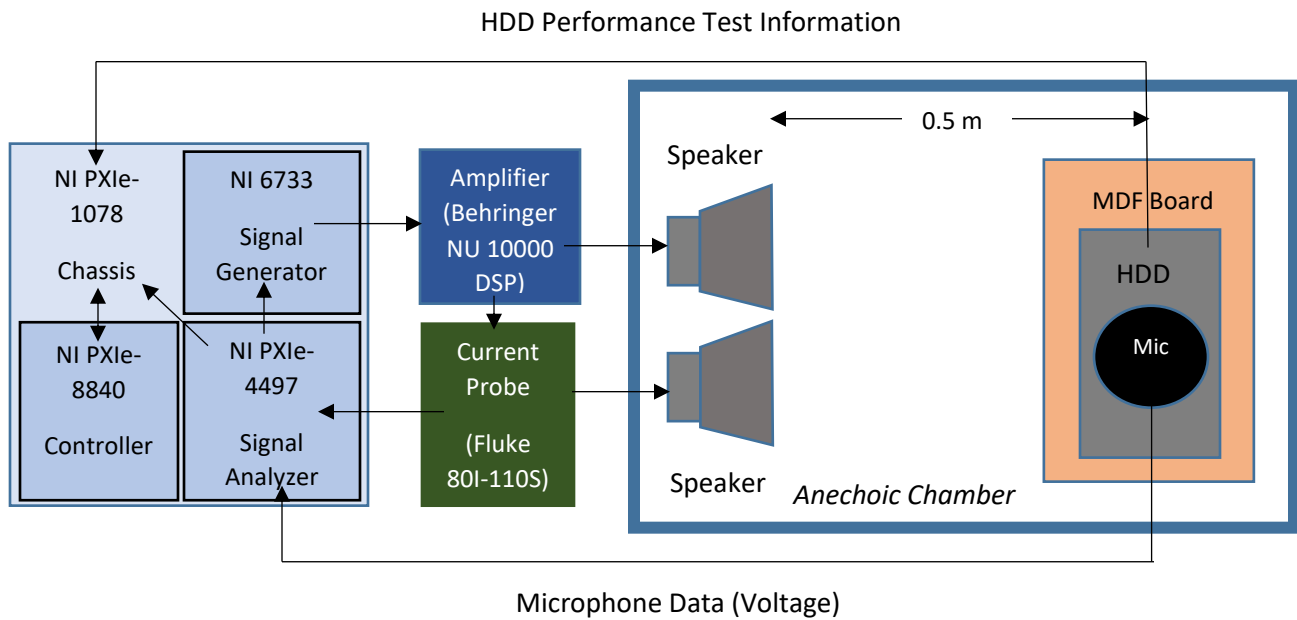 HDD Performance Test Information
NI PXIe-
1078
Chassis
NI 6733
Signal
Generator
NI PXIe-
8840
Controller
NI PXIe-
4497
Signal
Analyzer
Amplifier
(Behringer
NU 10000
DSP)
Current
Probe
(Fluke
80I-110S)
Speaker
Speaker
0.5 m
MDF Board
HDD
Mic
Anechoic Chamber
Microphone Data (Voltage)